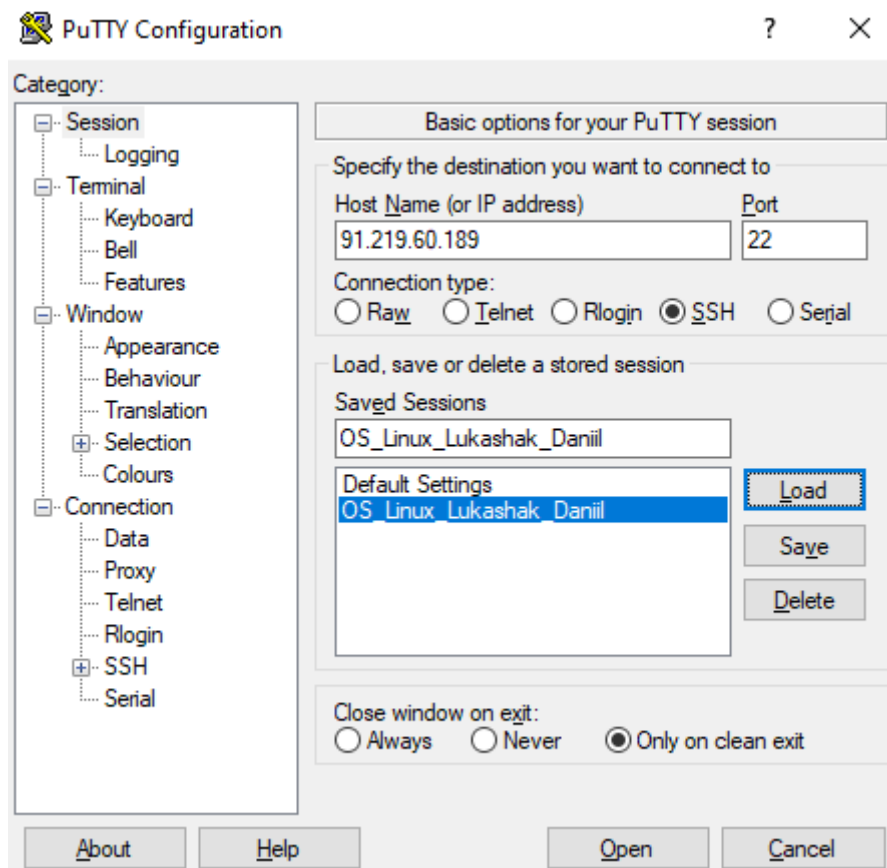 PuTTY Configuration
?
Category:
Session
Logging
Terminal
Keyboard
Bell
Features
Window
Appearance
Behaviour
Translation
Selection
Colours
Connection
Data
Proxy
Telnet
Rlogin
SSH
Serial
Basic options for your PuTTY session
Specify the destination you want to connect to
Host Name (or IP address) Port
91.219.60.189 22
Connection type:
Raw Telnet Rlogin SSH Serial
Load, save or delete a stored session
Saved Sessions
OS_Linux_Lukashak_Daniil
Default Settings
OS_Linux_Lukashak_Daniil
Load
Save
Delete
Close window on exit:
Always Never Only on clean exit
About Help Open Cancel